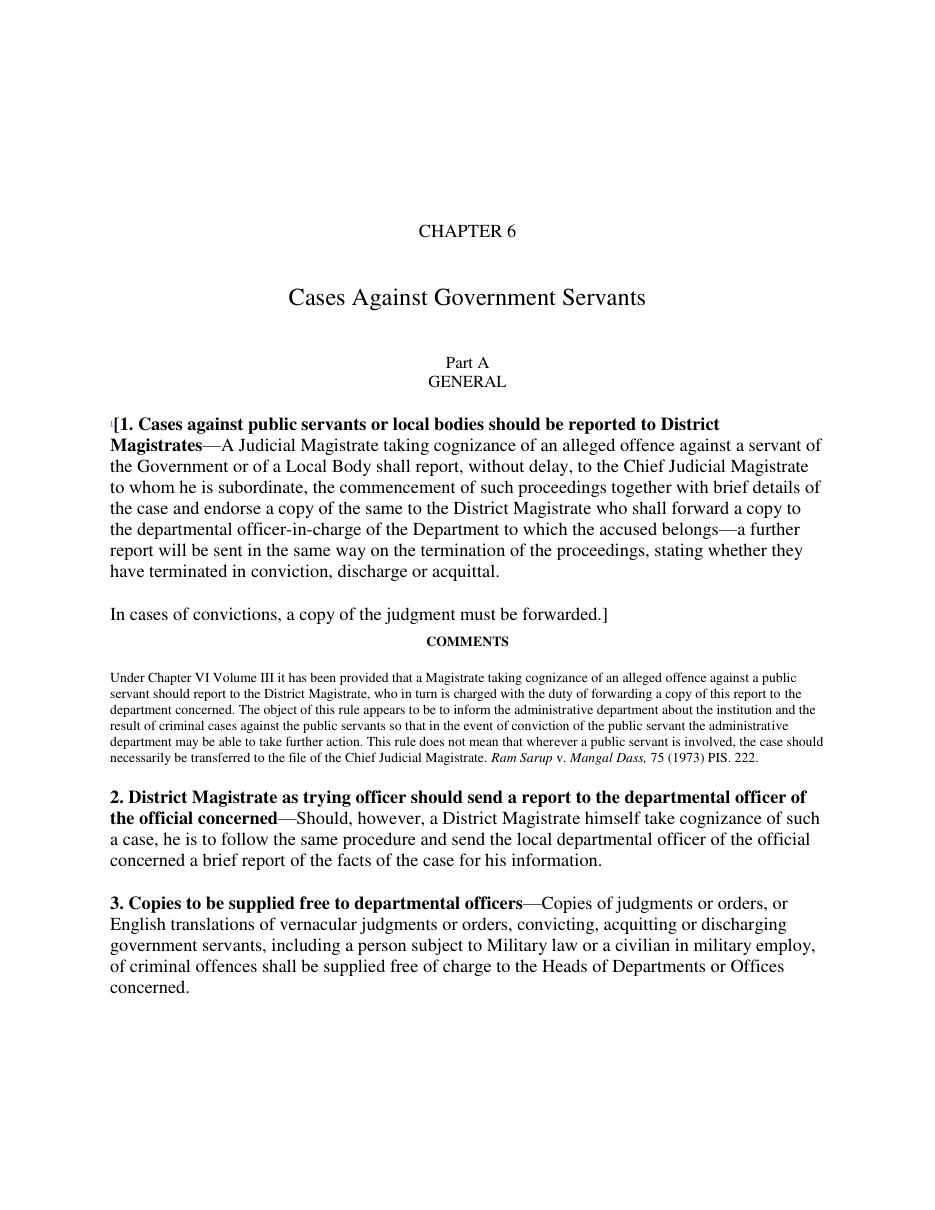 CHAPTER 6
Cases Against Government Servants
Part A
GENERAL
[1. Cases against public servants or local bodies should be reported to District
Magistrates—A Judicial Magistrate taking cognizance of an alleged offence against a servant of
the Government or of a Local Body shall report, without delay, to the Chief Judicial Magistrate
to whom he is subordinate, the commencement of such proceedings together with brief details of
the case and endorse a copy of the same to the District Magistrate who shall forward a copy to
the departmental officer-in-charge of the Department to which the accused belongs—a further
report will be sent in the same way on the termination of the proceedings, stating whether they
have terminated in conviction, discharge or acquittal.
In cases of convictions, a copy of the judgment must be forwarded.]
COMMENTS
Under Chapter VI Volume III it has been provided that a Magistrate taking cognizance of an alleged offence against a public
servant should report to the District Magistrate, who in turn is charged with the duty of forwarding a copy of this report to the
department concerned. The object of this rule appears to be to inform the administrative department about the institution and the
result of criminal cases against the public servants so that in the event of conviction of the public servant the administrative
department may be able to take further action. This rule does not mean that wherever a public servant is involved, the case should
necessarily be transferred to the file of the Chief Judicial Magistrate. Ram Sarup v. Mangal Dass, 75 (1973) PIS. 222.
2. District Magistrate as trying officer should send a report to the departmental officer of
the official concerned—Should, however, a District Magistrate himself take cognizance of such
a case, he is to follow the same procedure and send the local departmental officer of the official
concerned a brief report of the facts of the case for his information.
3. Copies to be supplied free to departmental officers—Copies of judgments or orders, or
English translations of vernacular judgments or orders, convicting, acquitting or discharging
government servants, including a person subject to Military law or a civilian in military employ,
of criminal offences shall be supplied free of charge to the Heads of Departments or Offices
concerned.